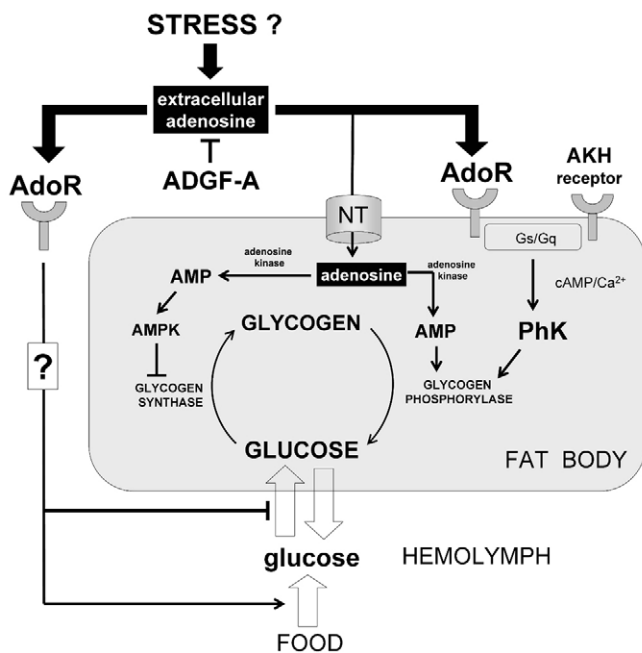 STRESS ?
extracellular
adenosine
ADGF-A
AdoR
AdoR
AKH
receptor
NT
Gs/Gq
adenosine
kinase
adenosine
adenosine
kinase
cAMP/Ca²⁺
AMP
AMPK
GLYCOGEN
SYNTHASE
GLYCOGEN
AMP
PhK
GLYCOGEN
PHOSPHORYLASE
?
GLUCOSE
FAT BODY
glucose
HEMOLYMPH
FOOD